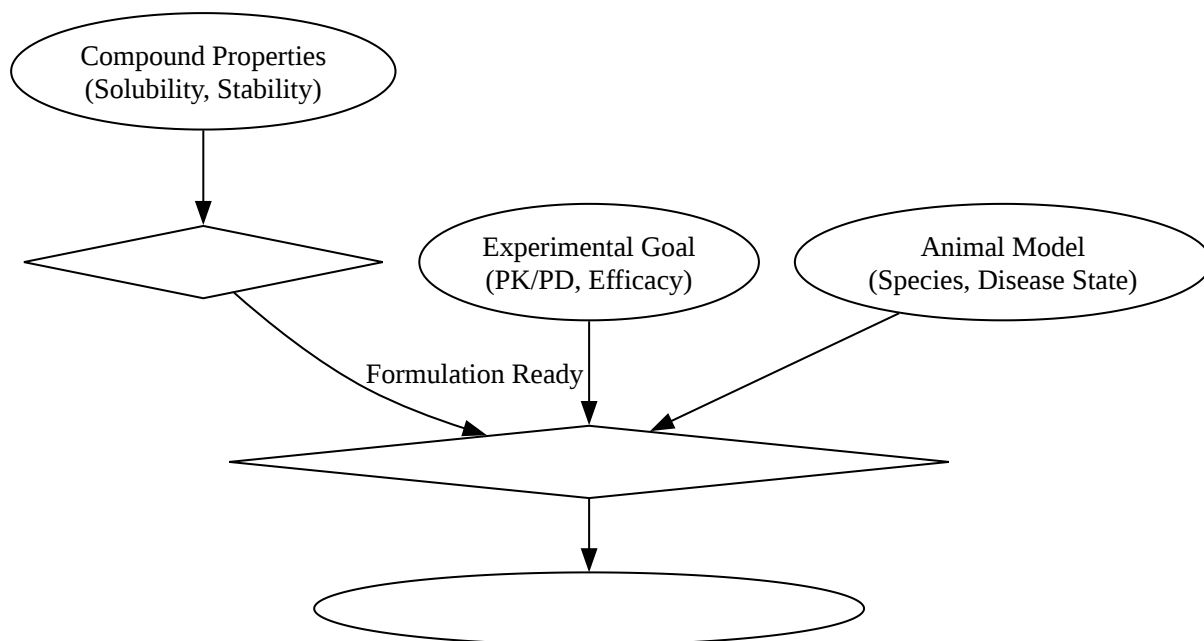 Compound Properties
(Solubility, Stability)
Experimental Goal
(PK/PD, Efficacy)
Animal Model
(Species, Disease State)
Formulation Ready